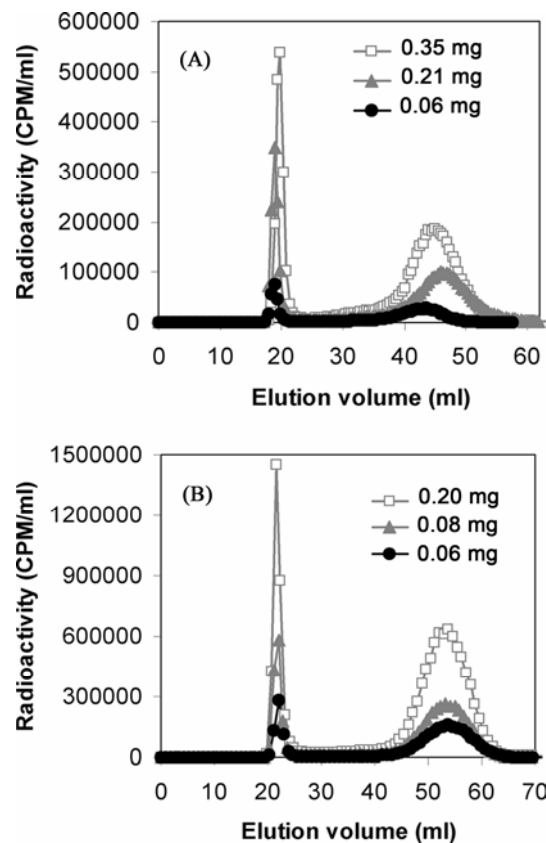 600000
500000
400000
300000
200000
100000
0
Radioactivity (CPM/ml)
(A)
0.35 mg
0.21 mg
0.06 mg
0 10 20 30 40 50 60
Elution volume (ml)
1500000
1200000
900000
600000
300000
0
Radioactivity (CPM/ml)
(B)
0.20 mg
0.08 mg
0.06 mg
0 10 20 30 40 50 60 70
Elution volume (ml)